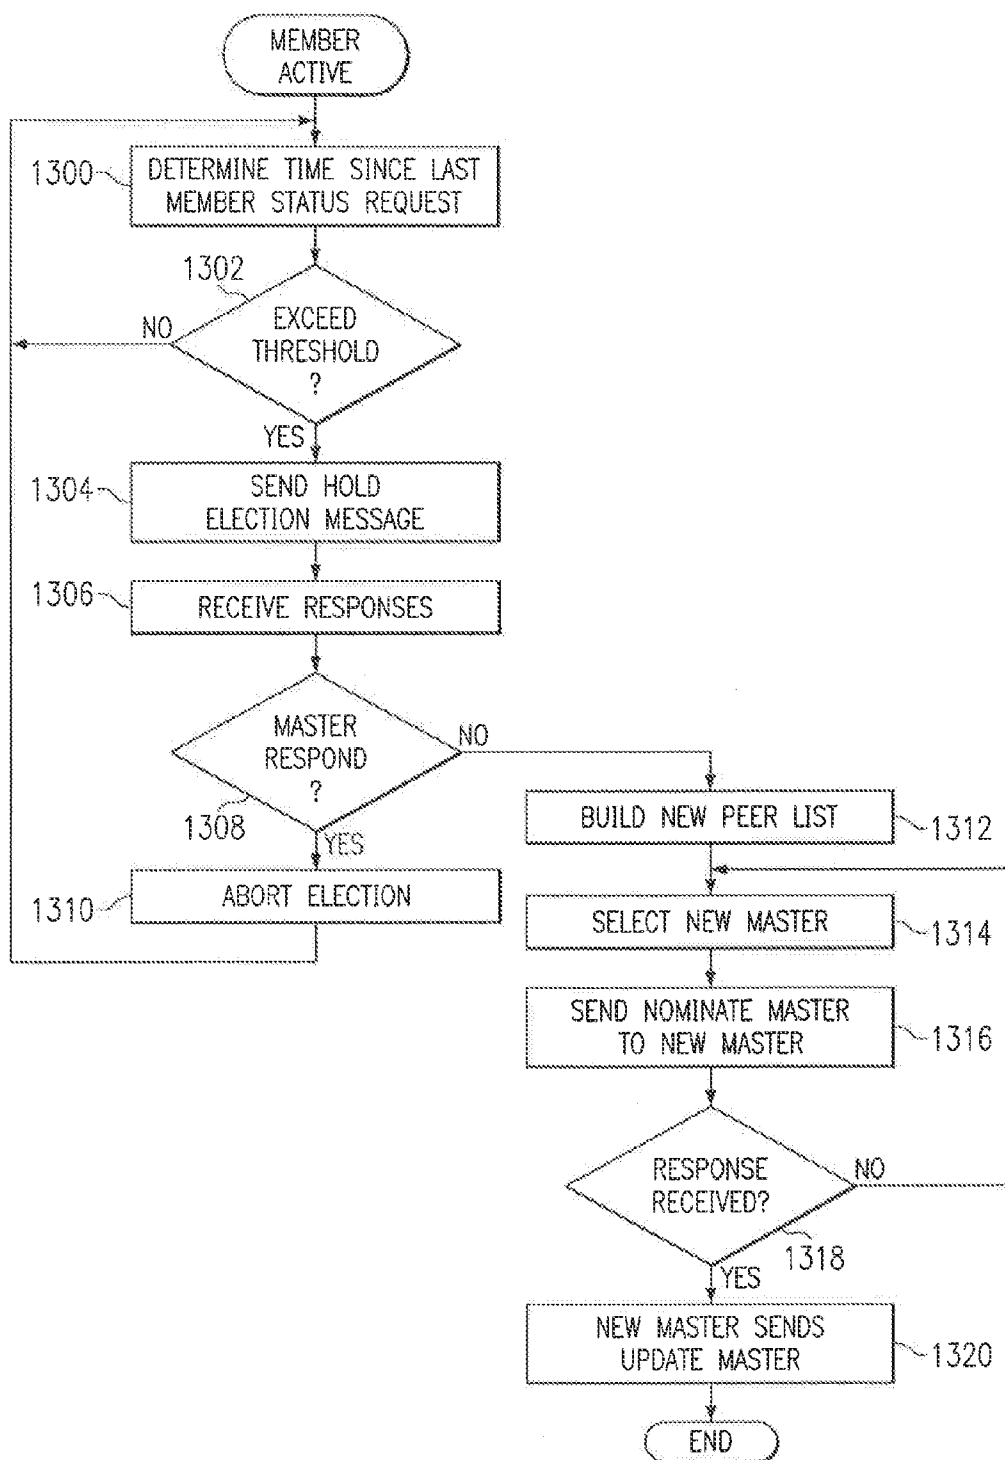 MEMBER
ACTIVE
1300
DETERMINE TIME SINCE LAST
MEMBER STATUS REQUEST
1302
EXCEED
THRESHOLD
?
NO
YES
1304
SEND HOLD
ELECTION MESSAGE
1306
RECEIVE RESPONSES
MASTER
RESPOND
?
NO
1308
YES
1310
ABORT ELECTION
BUILD NEW PEER LIST
1312
SELECT NEW MASTER
1314
SEND NOMINATE MASTER
TO NEW MASTER
1316
RESPONSE
RECEIVED?
NO
1318
YES
NEW MASTER SENDS
UPDATE MASTER
1320
END